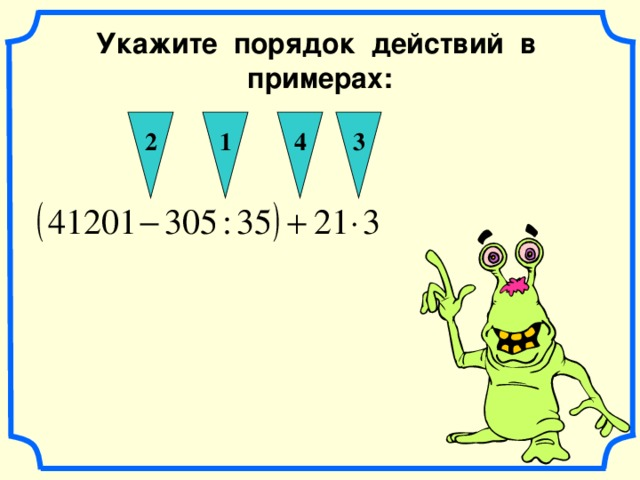 Укажите порядок действий в
примерах:
2 1 4 3
(41201 − 305 : 35) + 21 · 3